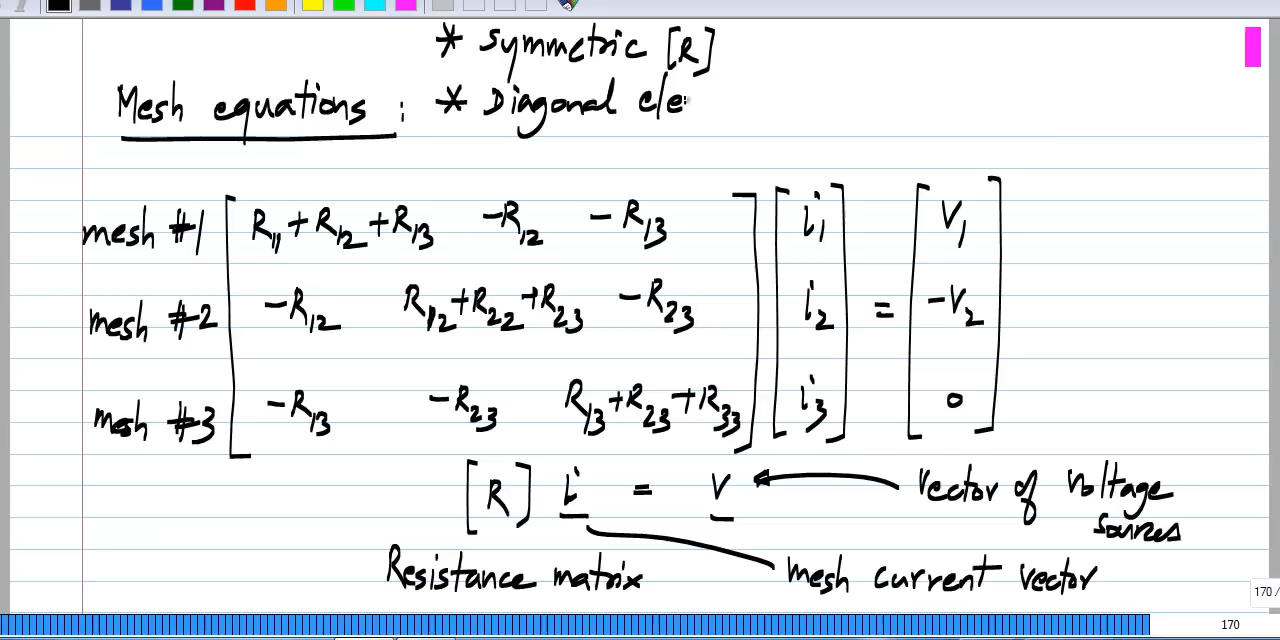 * Symmetric [R]
Mesh equations : * Diagonal ele
mesh #1 [ R11 + R12 + R13 -R12 - R13 ] [ i1 ] [ V1 ]
mesh #2 [ -R12 R12 + R22 + R23 - R23 ] [ i2 ] = [ -V2 ]
mesh #3 [ -R13 -R23 R13 + R23 + R33 ] [ i3 ] [ 0 ]
[R] i = V ← Vector of voltage
sources
Resistance matrix mesh current vector
170 /
170